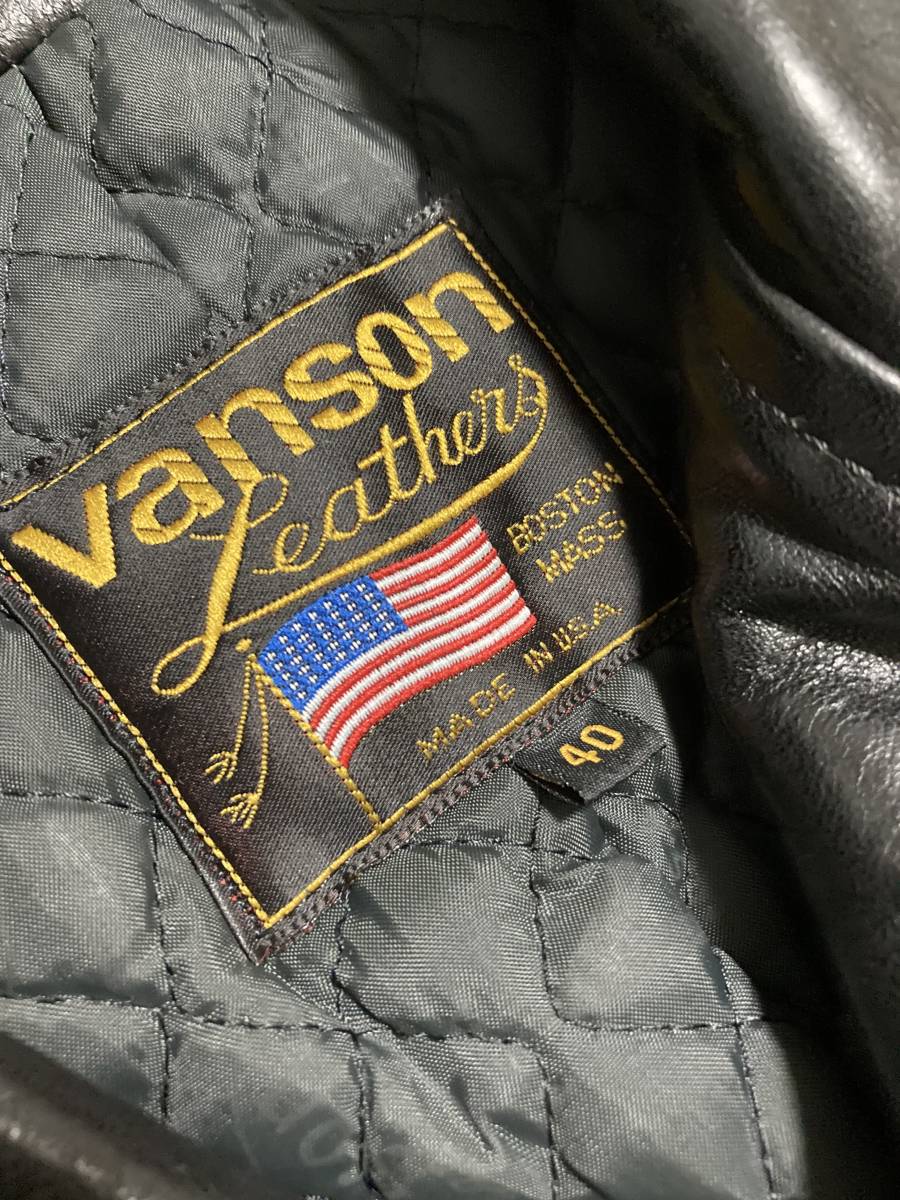 vanson
Leathers
BOSTON
MASS.
MADE IN U.S.A.
40